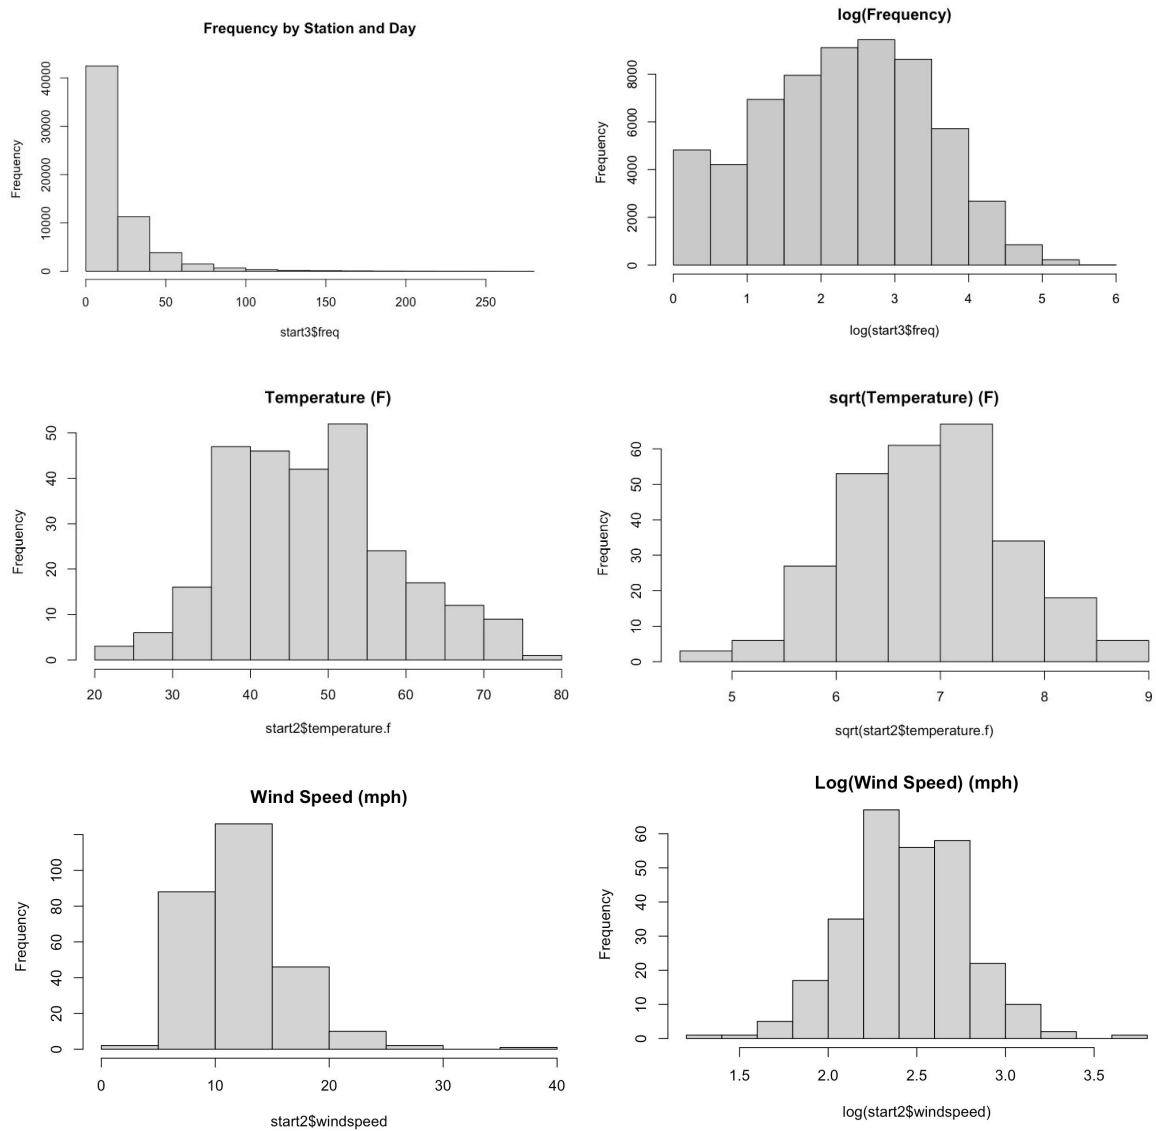 Frequency by Station and Day
Frequency
0 10000 20000 30000 40000
0 50 100 150 200 250
start3$freq
log(Frequency)
Frequency
0 2000 4000 6000 8000
0 1 2 3 4 5 6
log(start3$freq)
Temperature (F)
Frequency
0 10 20 30 40 50
20 30 40 50 60 70 80
start2$temperature.f
sqrt(Temperature) (F)
Frequency
0 10 20 30 40 50 60
5 6 7 8 9
sqrt(start2$temperature.f)
Wind Speed (mph)
Frequency
0 20 40 60 80 100
0 10 20 30 40
start2$windspeed
Log(Wind Speed) (mph)
Frequency
0 10 20 30 40 50 60
1.5 2.0 2.5 3.0 3.5
log(start2$windspeed)